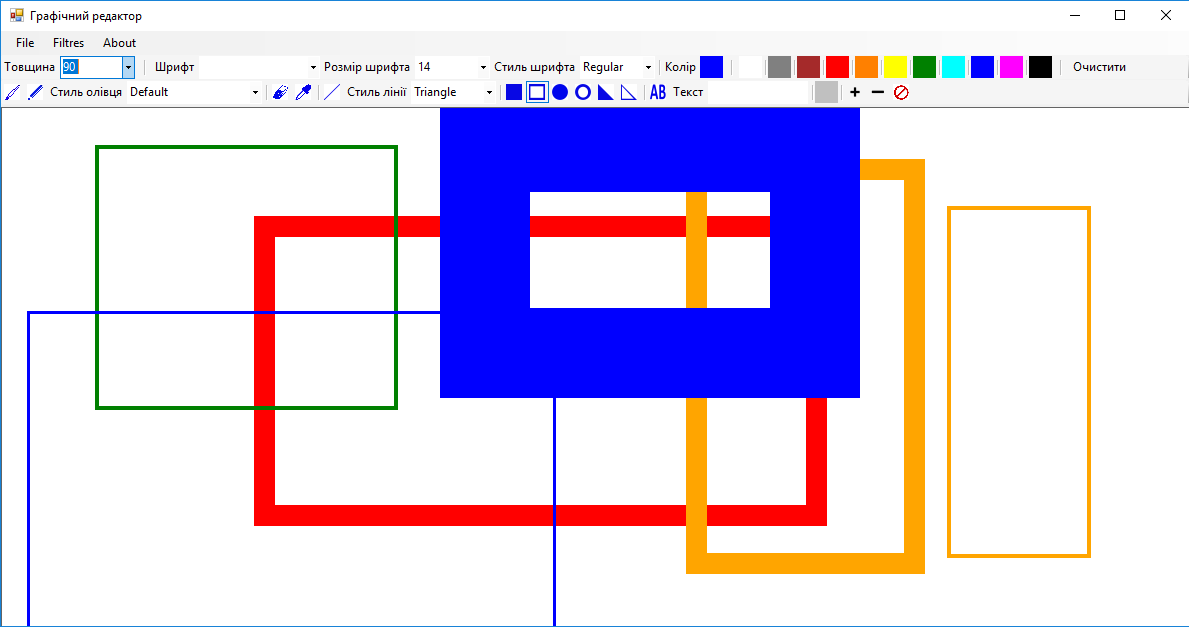 Графічний редактор
File Filtres About
Товщина 90 Шрифт Розмір шрифта 14 Стиль шрифта Regular Колір Очистити
Стиль олівця Default Стиль лінії Triangle AB Текст